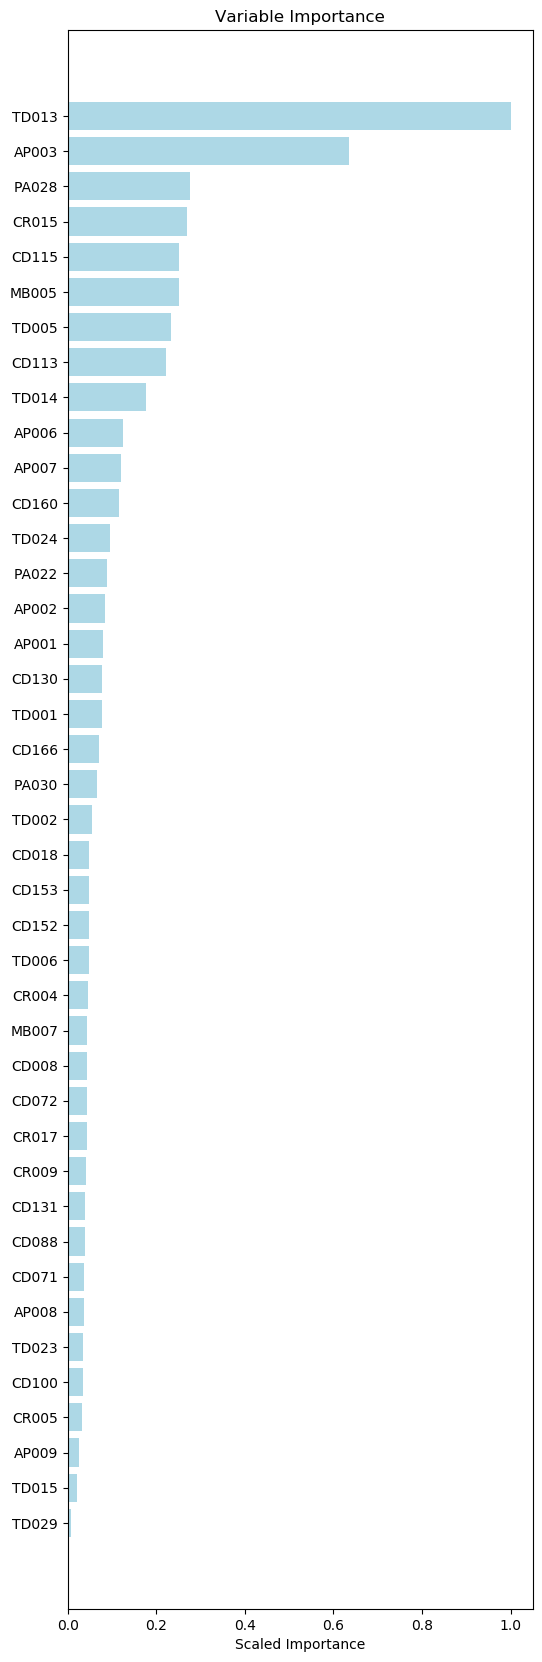 Variable Importance
TD013
AP003
PA028
CR015
CD115
MB005
TD005
CD113
TD014
AP006
AP007
CD160
TD024
PA022
AP002
AP001
CD130
TD001
CD166
PA030
TD002
CD018
CD153
CD152
TD006
CR004
MB007
CD008
CD072
CR017
CR009
CD131
CD088
CD071
AP008
TD023
CD100
CR005
AP009
TD015
TD029
0.0 0.2 0.4 0.6 0.8 1.0
Scaled Importance